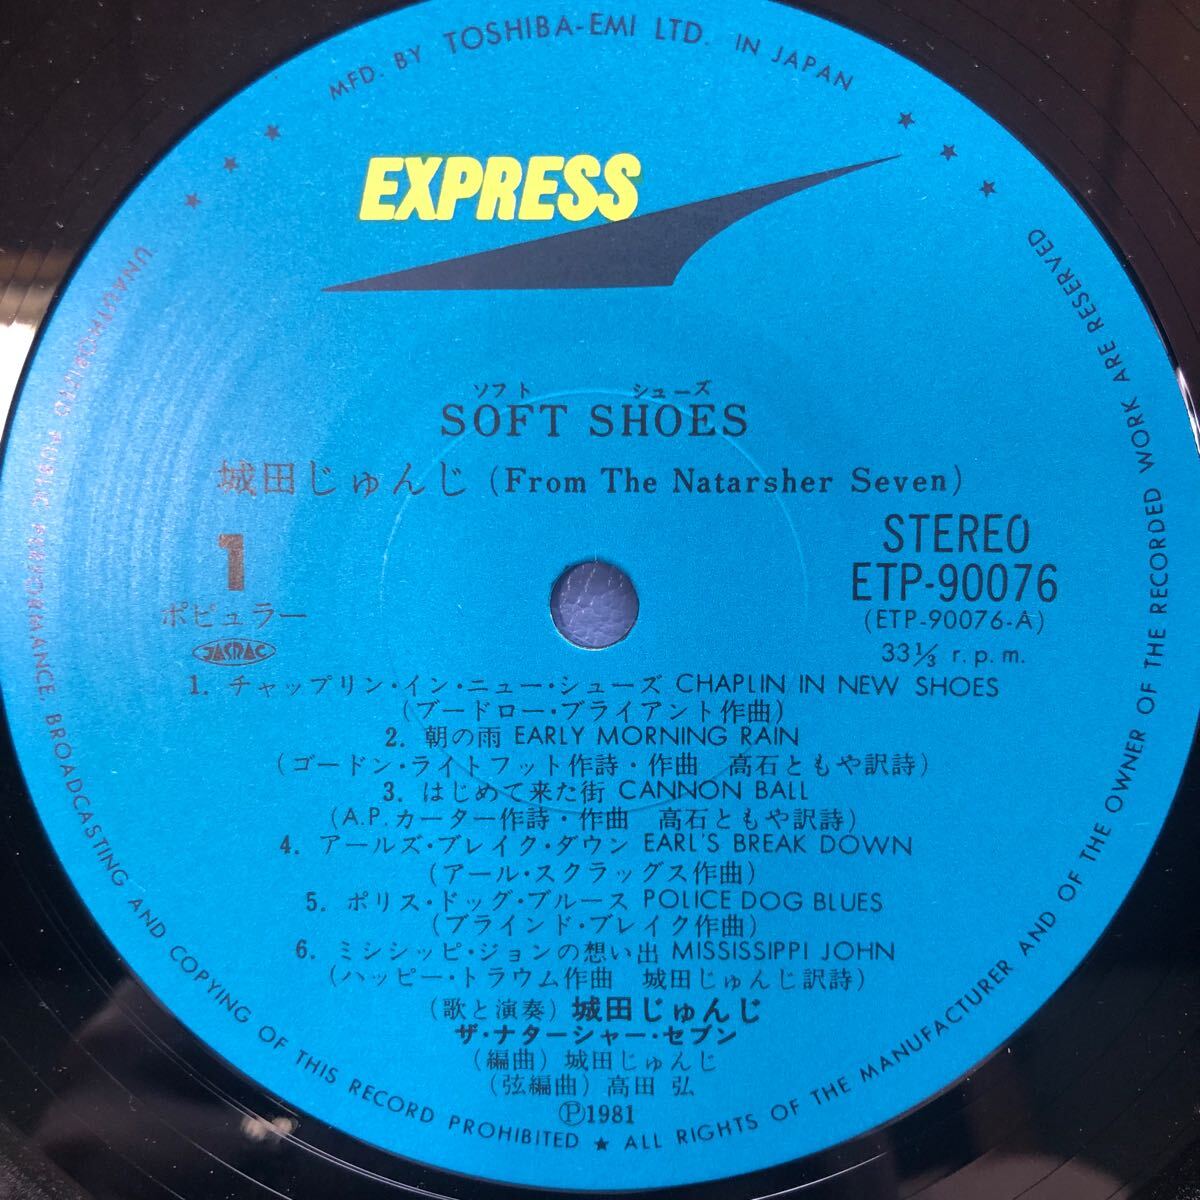 MFD. BY TOSHIBA-EMI LTD. IN JAPAN
EXPRESS
ソフト シューズ
SOFT SHOES
城田じゅんじ (From The Natarsher Seven)
1
ポピュラー
JASRAC
STEREO
ETP-90076
(ETP-90076-A)
33⅓ r.p.m.
1. チャップリン・イン・ニュー・シューズ CHAPLIN IN NEW SHOES
(ブードロー・ブライアント作曲)
2. 朝の雨 EARLY MORNING RAIN
(ゴードン・ライトフット作詩・作曲 高石ともや訳詩)
3. はじめて来た街 CANNON BALL
(A.P. カーター作詩・作曲 高石ともや訳詩)
4. アールズ・ブレイク・ダウン EARL'S BREAK DOWN
(アール・スクラッグス作曲)
5. ポリス・ドッグ・ブルース POLICE DOG BLUES
(ブラインド・ブレイク作曲)
6. ミシシッピ・ジョンの想い出 MISSISSIPPI JOHN
(ハッピー・トラウム作曲 城田じゅんじ訳詩)
(歌と演奏) 城田じゅんじ
ザ・ナターシャー・セブン
(編曲) 城田じゅんじ
(弦編曲) 高田 弘
Ⓟ1981
UNAUTHORIZED PUBLIC PERFORMANCE, BROADCASTING AND COPYING OF THIS RECORD PROHIBITED ★ ALL RIGHTS OF THE MANUFACTURER AND OF THE OWNER OF THE RECORDED WORK ARE RESERVED